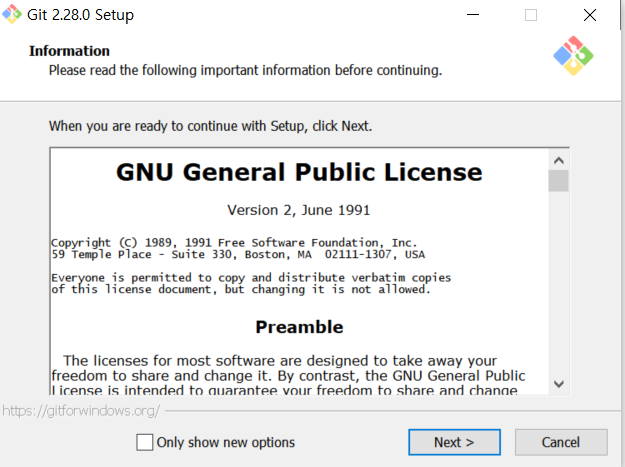 Git 2.28.0 Setup
Information
Please read the following important information before continuing.
When you are ready to continue with Setup, click Next.
GNU General Public License
Version 2, June 1991
Copyright (C) 1989, 1991 Free Software Foundation, Inc.
59 Temple Place - Suite 330, Boston, MA  02111-1307, USA
Everyone is permitted to copy and distribute verbatim copies
of this license document, but changing it is not allowed.
Preamble
The licenses for most software are designed to take away your
freedom to share and change it. By contrast, the GNU General Public
License is intended to guarantee your freedom to share and change
https://gitforwindows.org/
Only show new options
Next >
Cancel